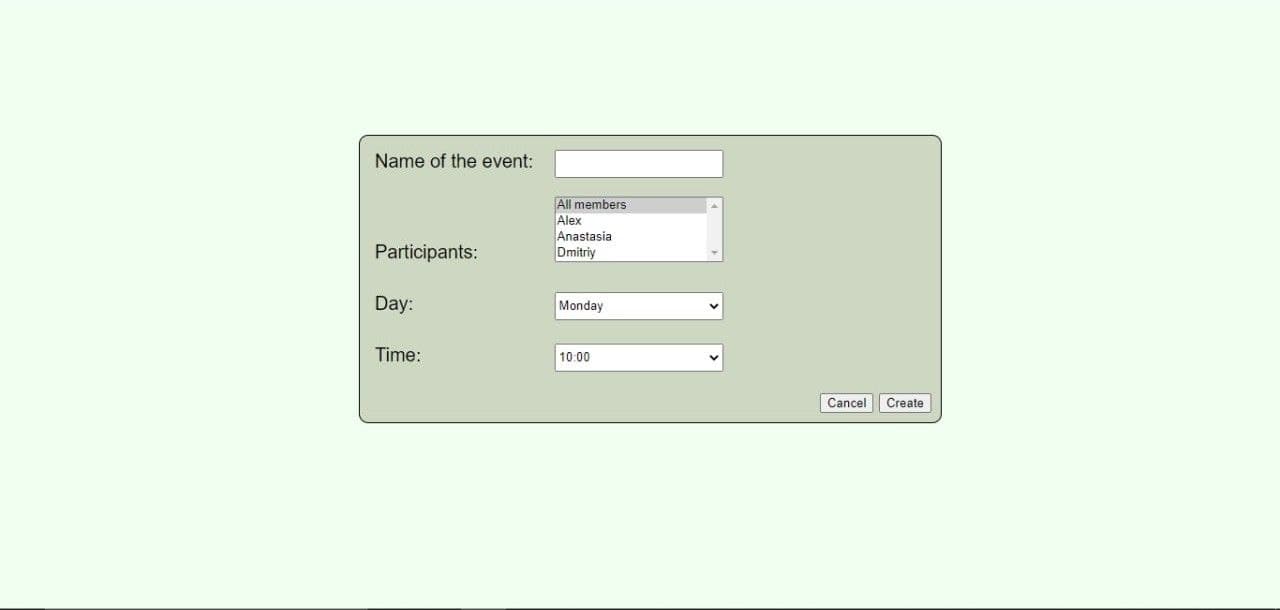 Name of the event:
All members
Alex
Anastasia
Dmitriy
Participants:
Day:
Monday
Time:
10:00
Cancel
Create